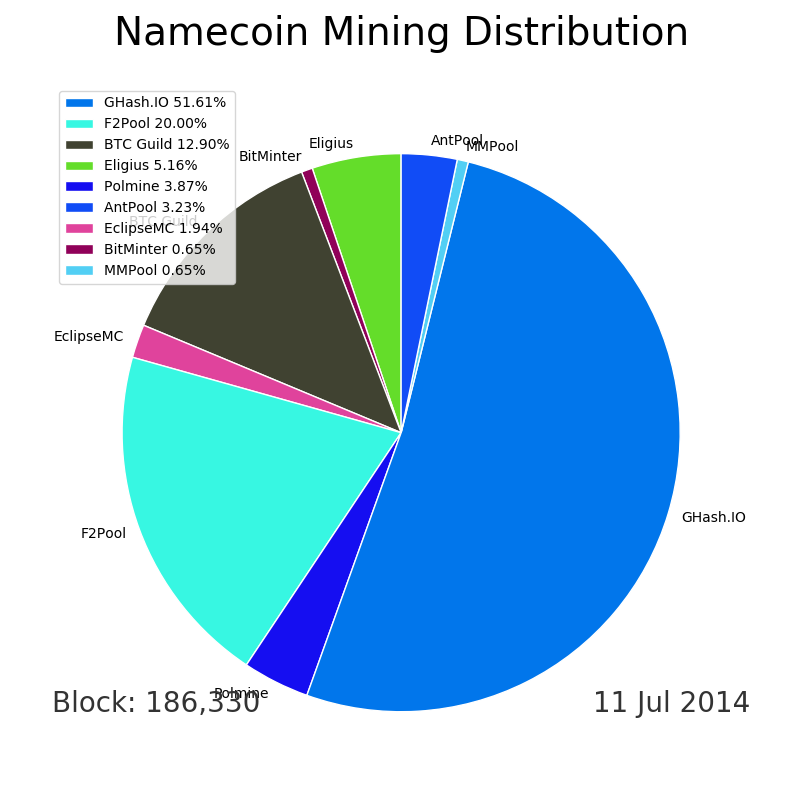 Namecoin Mining Distribution
GHash.IO 51.61%
F2Pool 20.00%
BTC Guild 12.90%
Eligius 5.16%
Polmine 3.87%
AntPool 3.23%
EclipseMC 1.94%
BitMinter 0.65%
MMPool 0.65%
AntPool
MMPool
Eligius
BitMinter
BTC Guild
EclipseMC
GHash.IO
F2Pool
Polmine
Block: 186,330
11 Jul 2014